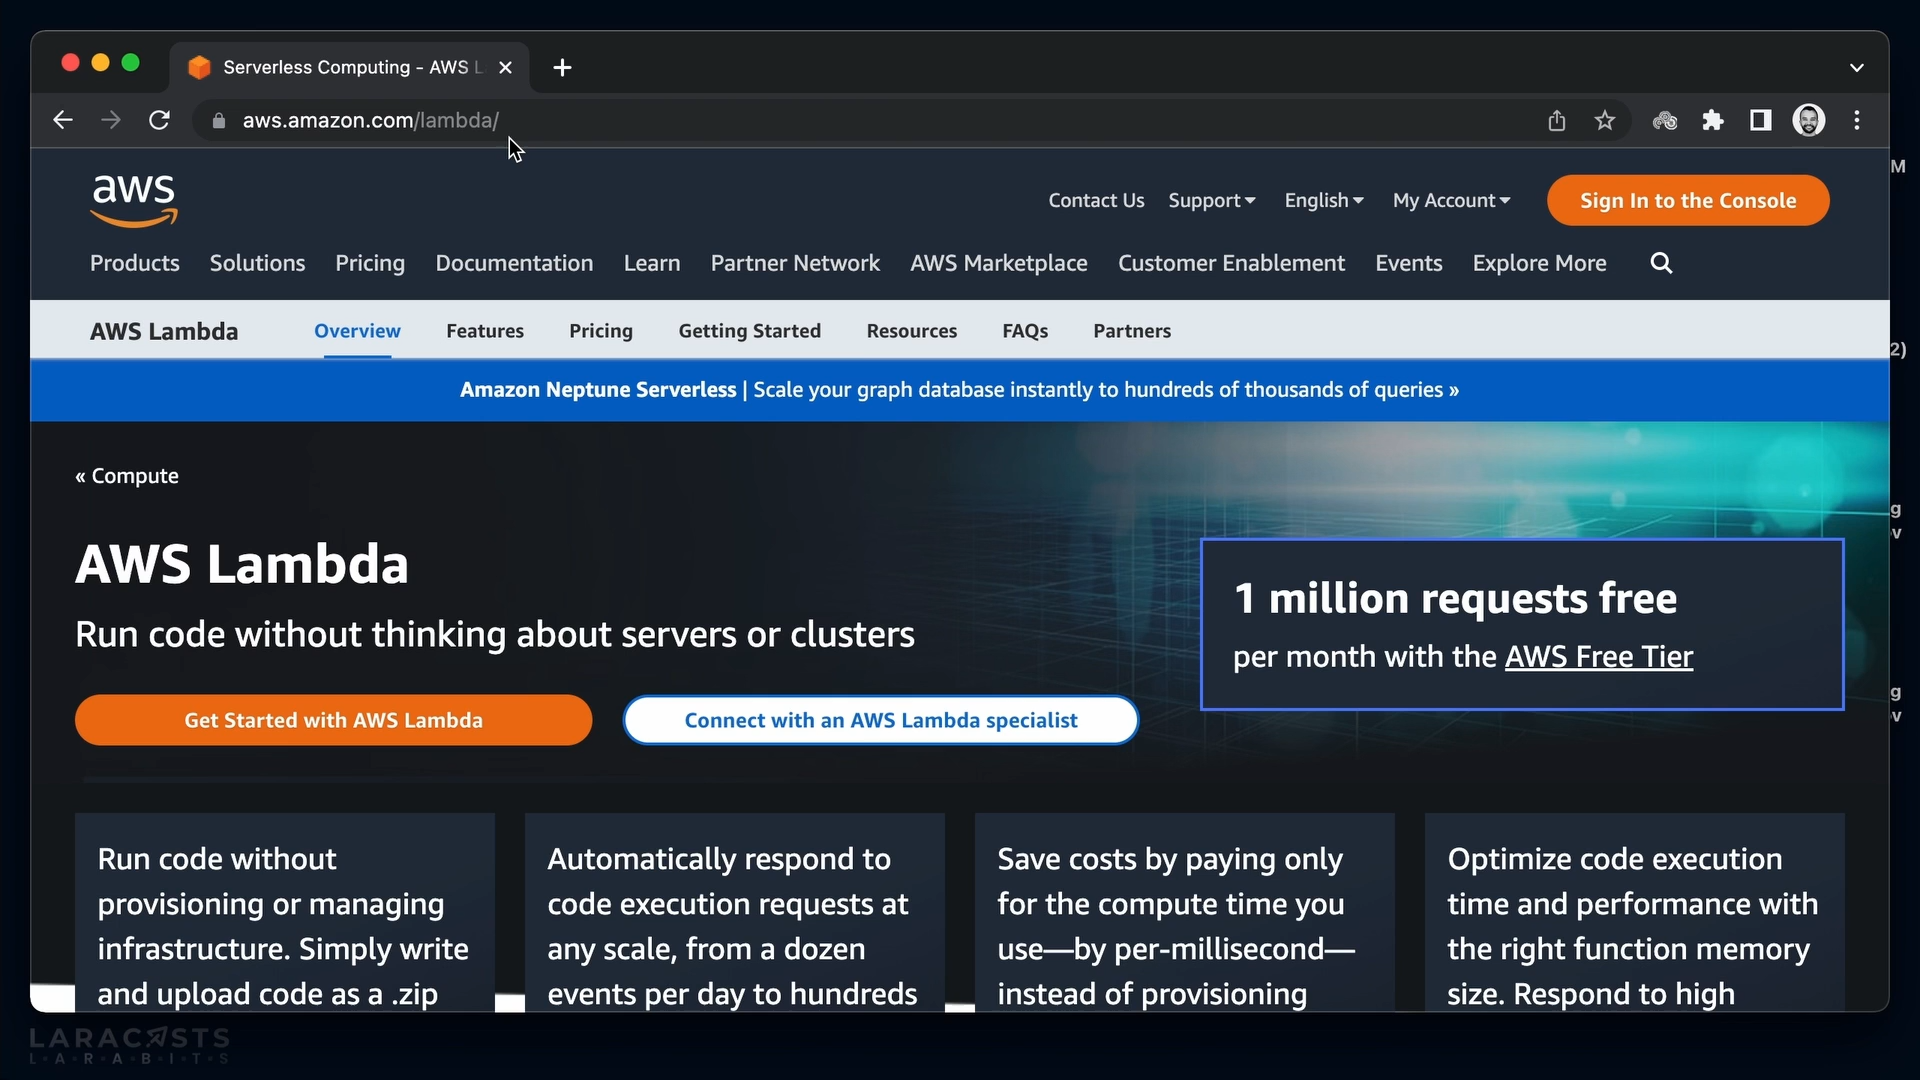 Serverless Computing - AWS L
aws.amazon.com/lambda/
aws
Contact Us Support English My Account Sign In to the Console
Products Solutions Pricing Documentation Learn Partner Network AWS Marketplace Customer Enablement Events Explore More
AWS Lambda Overview Features Pricing Getting Started Resources FAQs Partners
Amazon Neptune Serverless | Scale your graph database instantly to hundreds of thousands of queries »
« Compute
AWS Lambda
Run code without thinking about servers or clusters
Get Started with AWS Lambda
Connect with an AWS Lambda specialist
1 million requests free
per month with the AWS Free Tier
Run code without
provisioning or managing
infrastructure. Simply write
and upload code as a .zip
Automatically respond to
code execution requests at
any scale, from a dozen
events per day to hundreds
Save costs by paying only
for the compute time you
use—by per-millisecond—
instead of provisioning
Optimize code execution
time and performance with
the right function memory
size. Respond to high
M
2)
g
v
g
v
LARACASTS
L·A·R·A·B·I·T·S